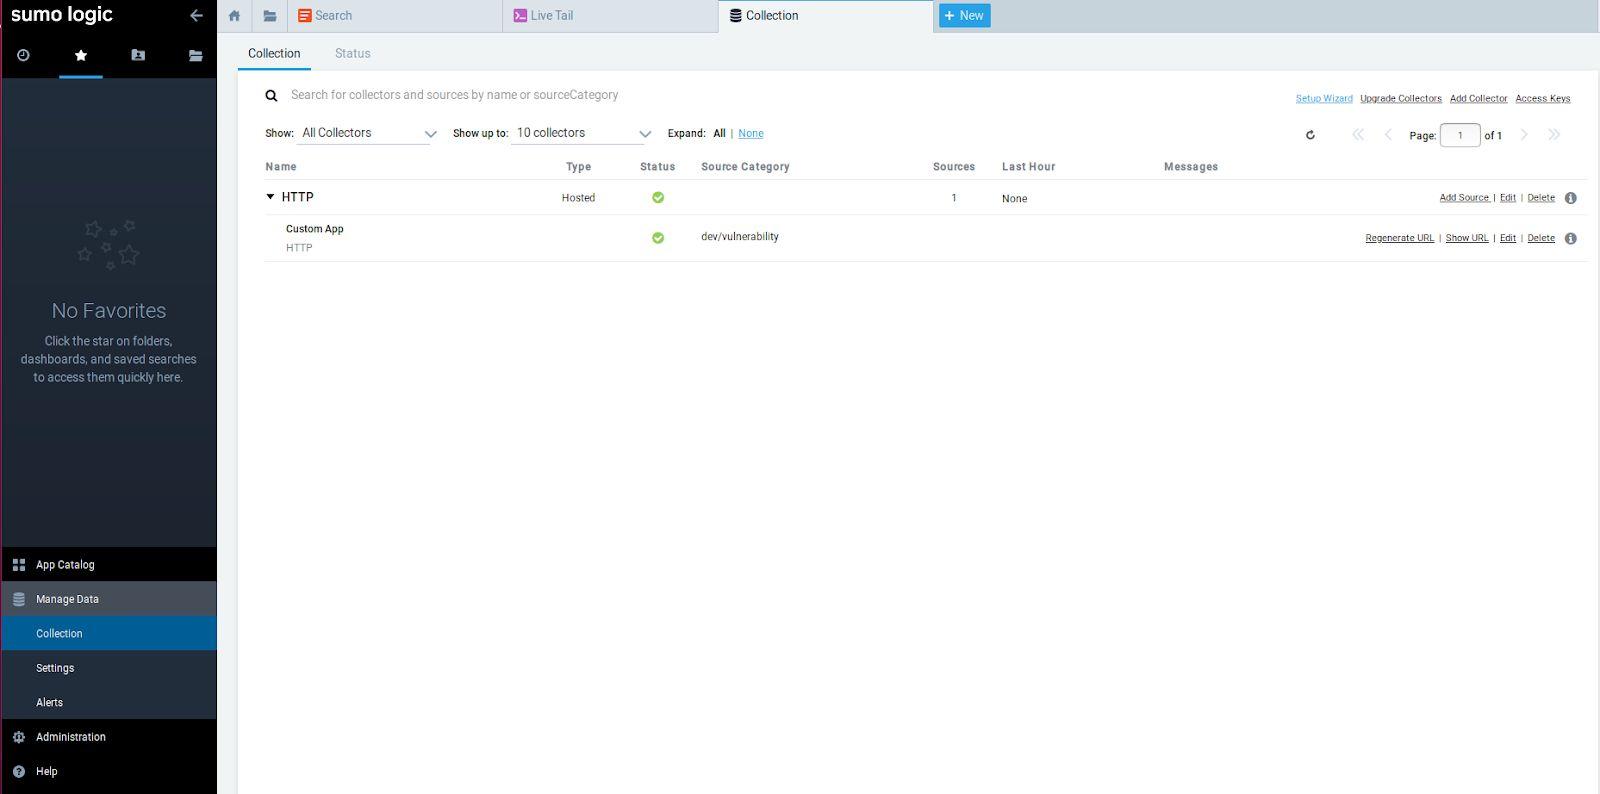 sumo logic
Search
Live Tail
Collection
+ New
Collection
Status
Search for collectors and sources by name or sourceCategory
Setup Wizard Upgrade Collectors Add Collector Access Keys
Show: All Collectors Show up to: 10 collectors Expand: All | None
Page: 1 of 1
Name Type Status Source Category Sources Last Hour Messages
HTTP Hosted 1 None Add Source | Edit | Delete
Custom App
HTTP
dev/vulnerability
Regenerate URL | Show URL | Edit | Delete
No Favorites
Click the star on folders,
dashboards, and saved searches
to access them quickly here.
App Catalog
Manage Data
Collection
Settings
Alerts
Administration
Help